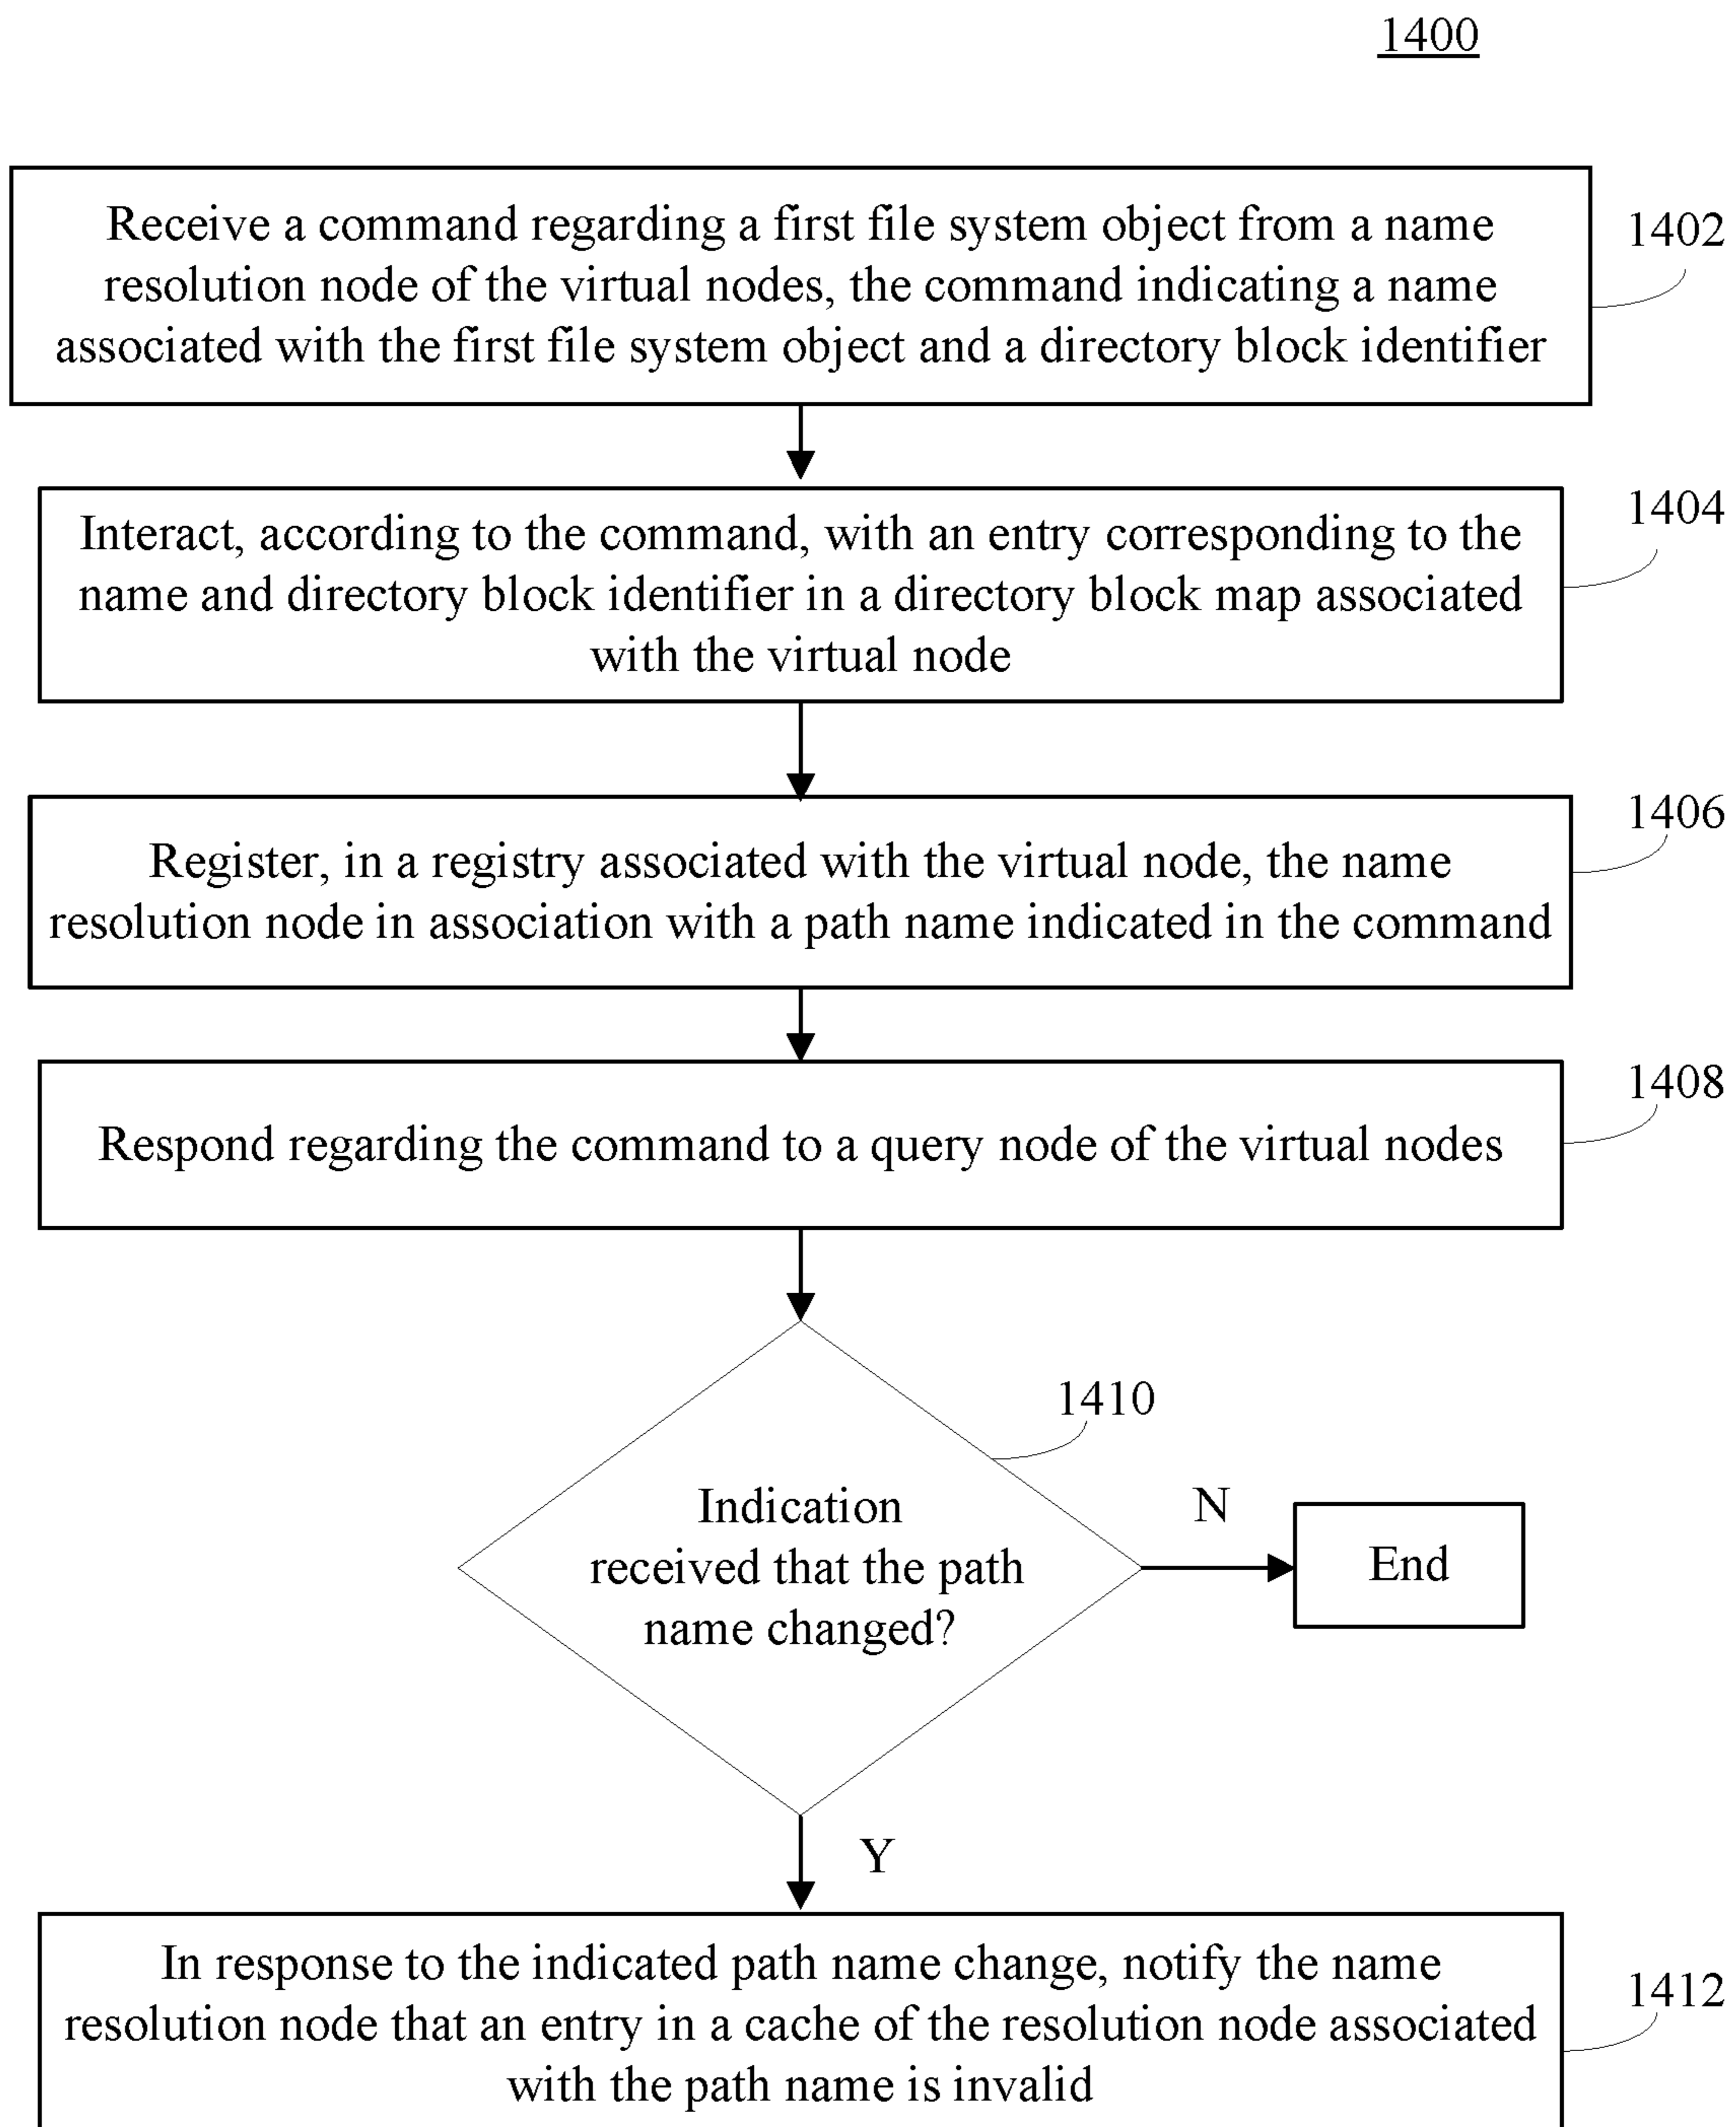 1400
Receive a command regarding a first file system object from a name
resolution node of the virtual nodes, the command indicating a name
associated with the first file system object and a directory block identifier
1402
Interact, according to the command, with an entry corresponding to the
name and directory block identifier in a directory block map associated
with the virtual node
1404
Register, in a registry associated with the virtual node, the name
resolution node in association with a path name indicated in the command
1406
Respond regarding the command to a query node of the virtual nodes
1408
Indication
received that the path
name changed?
1410
N
End
Y
In response to the indicated path name change, notify the name
resolution node that an entry in a cache of the resolution node associated
with the path name is invalid
1412